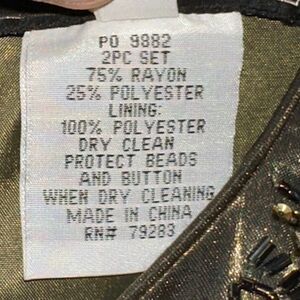 PO 9882
2PC SET
75% RAYON
25% POLYESTER
LINING:
100% POLYESTER
DRY CLEAN
PROTECT BEADS
AND BUTTON
WHEN DRY CLEANING
MADE IN CHINA
RN# 79283